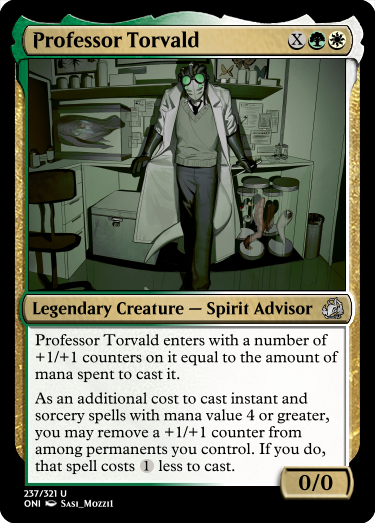 Professor Torvald X
Legendary Creature — Spirit Advisor
Professor Torvald enters with a number of
+1/+1 counters on it equal to the amount of
mana spent to cast it.
As an additional cost to cast instant and
sorcery spells with mana value 4 or greater,
you may remove a +1/+1 counter from
among permanents you control. If you do,
that spell costs 1 less to cast.
0/0
237/321 U
ONI Sasi_Mozzi1